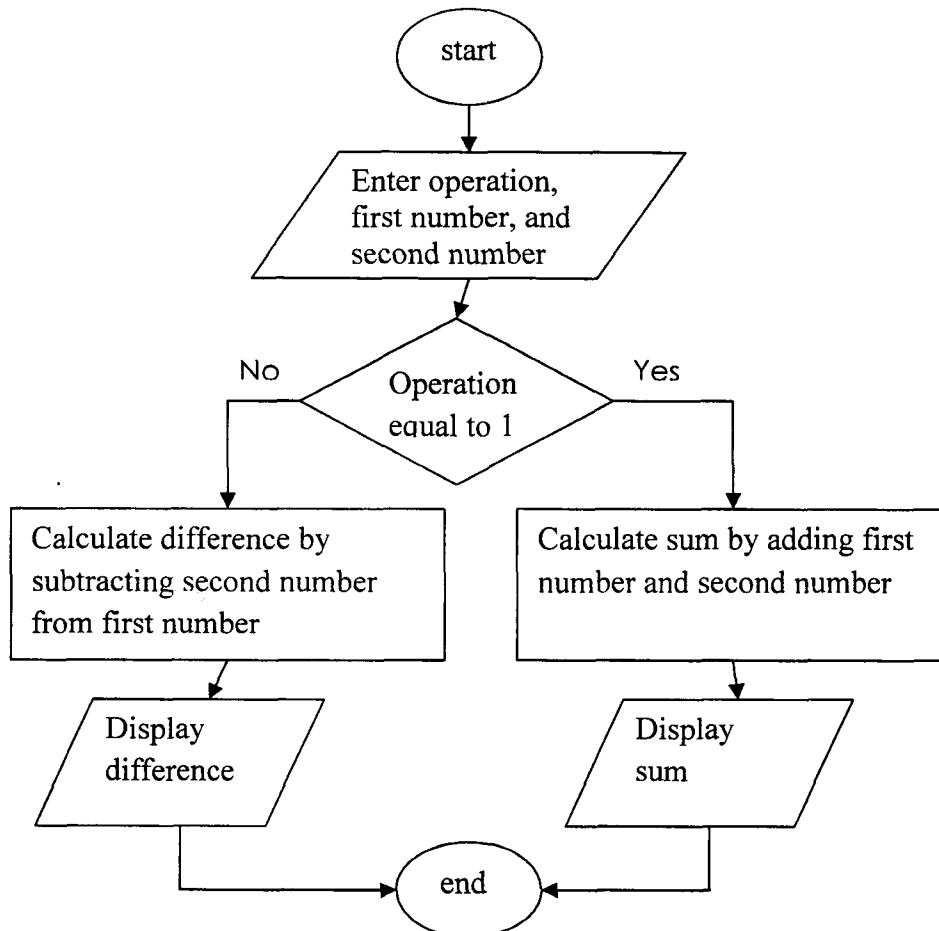 start
Enter operation,
first number, and
second number
No
Yes
Operation
equal to 1
Calculate difference by
subtracting second number
from first number
Calculate sum by adding first
number and second number
Display
difference
Display
sum
end